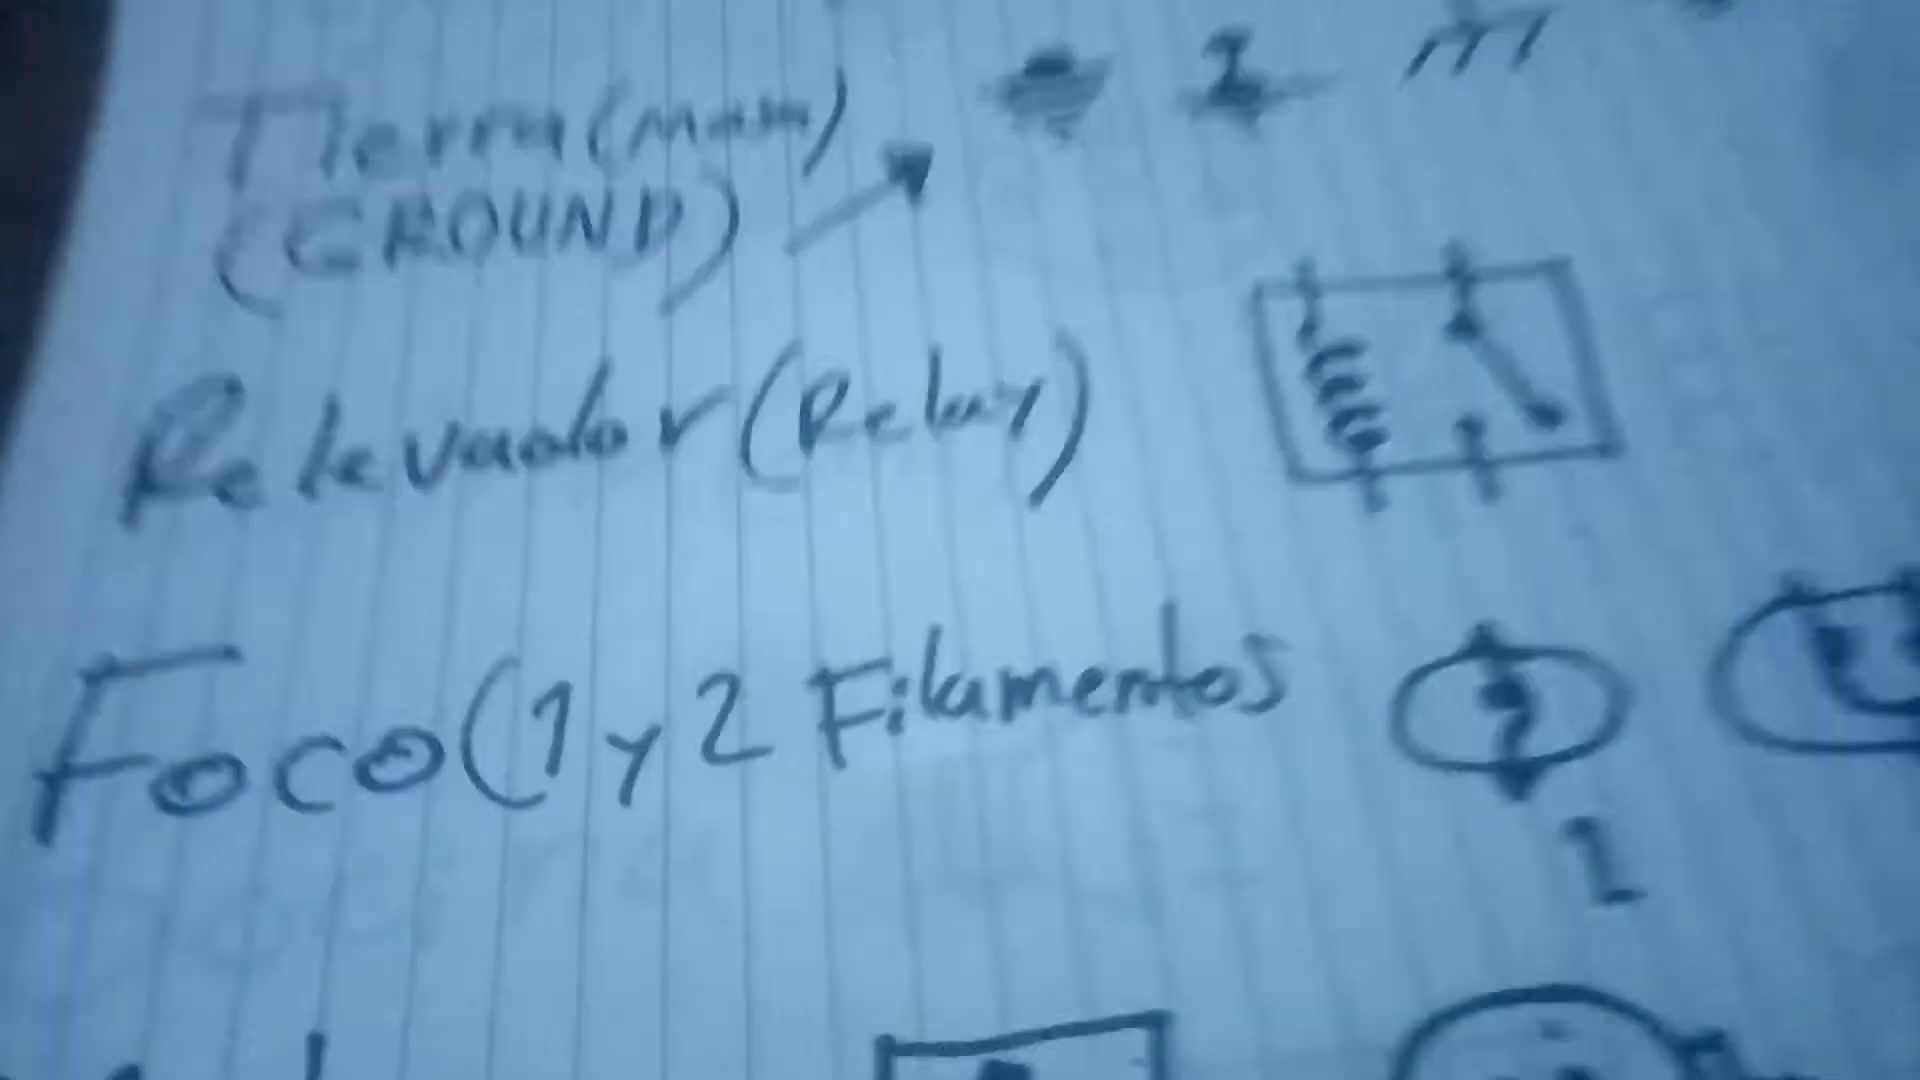 Tierra (Masa)
(GROUND)
Relevador (Relay)
Foco (1 y 2 Filamentos
1